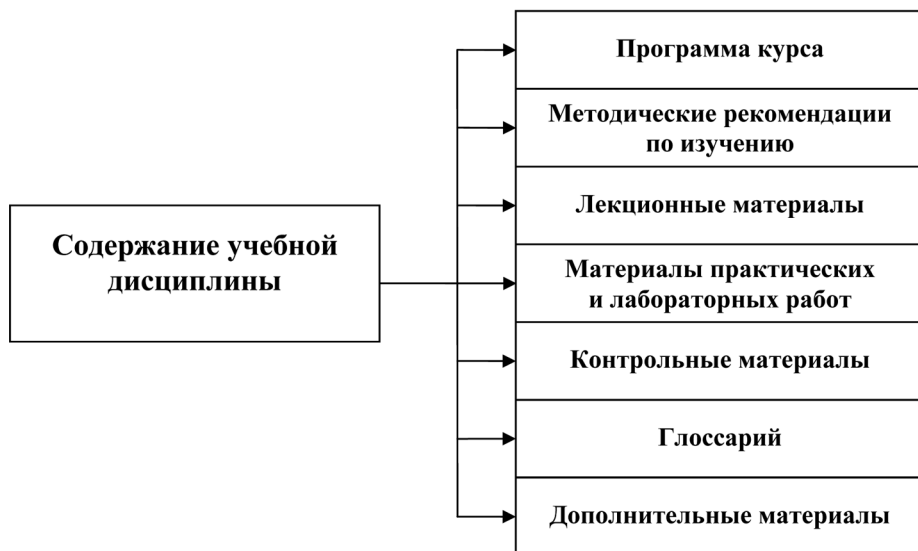 Программа курса
Методические рекомендации
по изучению
Лекционные материалы
Содержание учебной
дисциплины
Материалы практических
и лабораторных работ
Контрольные материалы
Глоссарий
Дополнительные материалы